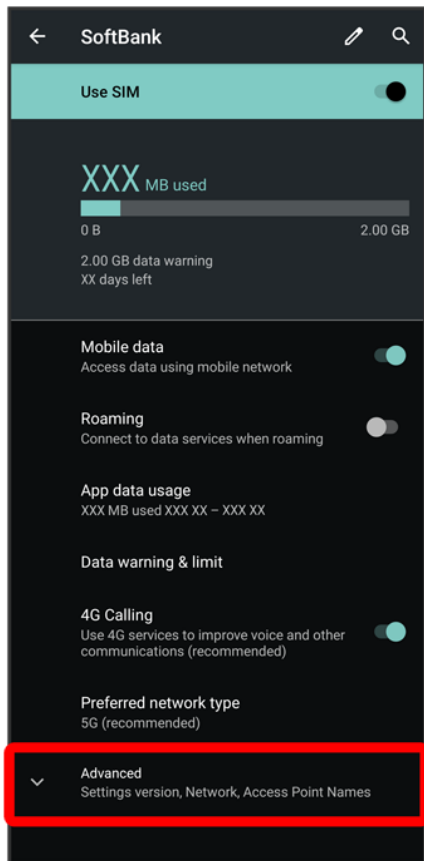 SoftBank
Use SIM
XXX MB used
0 B 2.00 GB
2.00 GB data warning
XX days left
Mobile data
Access data using mobile network
Roaming
Connect to data services when roaming
App data usage
XXX MB used XXX XX – XXX XX
Data warning & limit
4G Calling
Use 4G services to improve voice and other
communications (recommended)
Preferred network type
5G (recommended)
Advanced
Settings version, Network, Access Point Names